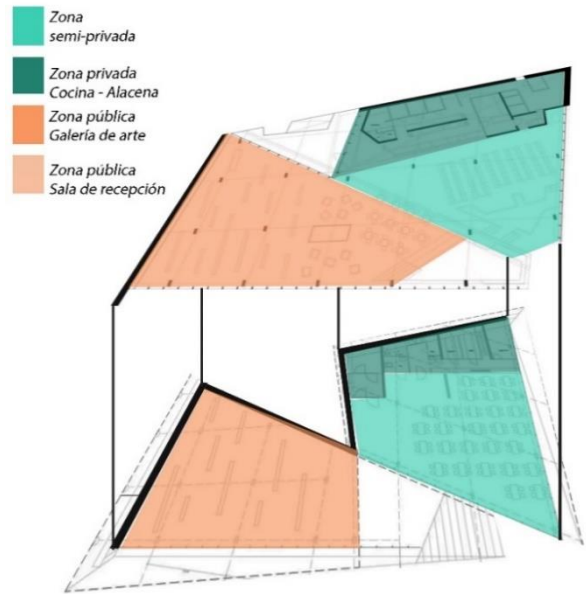 Zona
semi-privada
Zona privada
Cocina - Alacena
Zona pública
Galería de arte
Zona pública
Sala de recepción